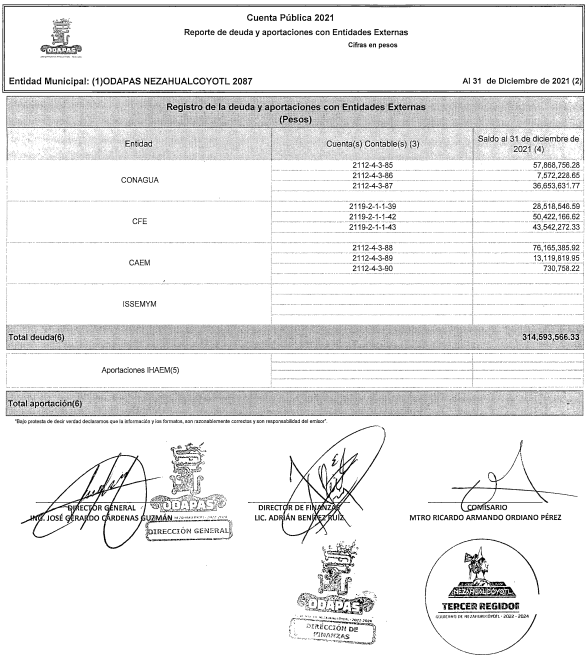 Cuenta Pública 2021
Reporte de deuda y aportaciones con Entidades Externas
Cifras en pesos
ODAPAS
Entidad Municipal: (1)ODAPAS NEZAHUALCOYOTL 2087
Al 31 de Diciembre de 2021 (2)
Registro de la deuda y aportaciones con Entidades Externas
(Pesos)
Entidad
Cuenta(s) Contable(s) (3)
Saldo al 31 de diciembre de
2021 (4)
CONAGUA
2112-4-3-85 57,868,756.28
2112-4-3-86 7,572,228.65
2112-4-3-87 36,653,631.77
CFE
2119-2-1-1-39 28,518,546.59
2119-2-1-1-42 50,422,166.62
2119-2-1-1-43 43,542,272.33
CAEM
2112-4-3-88 76,165,385.92
2112-4-3-89 13,119,819.95
2112-4-3-90 730,758.22
ISSEMYM
Total deuda(6) 314,593,566.33
Aportaciones IHAEM(5)
Total aportación(6)
"Bajo protesta de decir verdad declaramos que la información y los formatos, son razonablemente correctos y son responsabilidad del emisor".
DIRECTOR GENERAL
ING. JOSÉ GERARDO CÁRDENAS GUZMÁN
ODAPAS
DIRECCIÓN GENERAL
DIRECTOR DE FINANZAS
LIC. ADRIÁN BENÍTEZ RUÍZ
COMISARIO
MTRO RICARDO ARMANDO ORDIANO PÉREZ
ODAPAS
DIRECCIÓN DE
FINANZAS
NEZAHUALCOYOTL
TERCER REGIDOR
GOBIERNO DE NEZAHUALCÓYOTL - 2022 - 2024